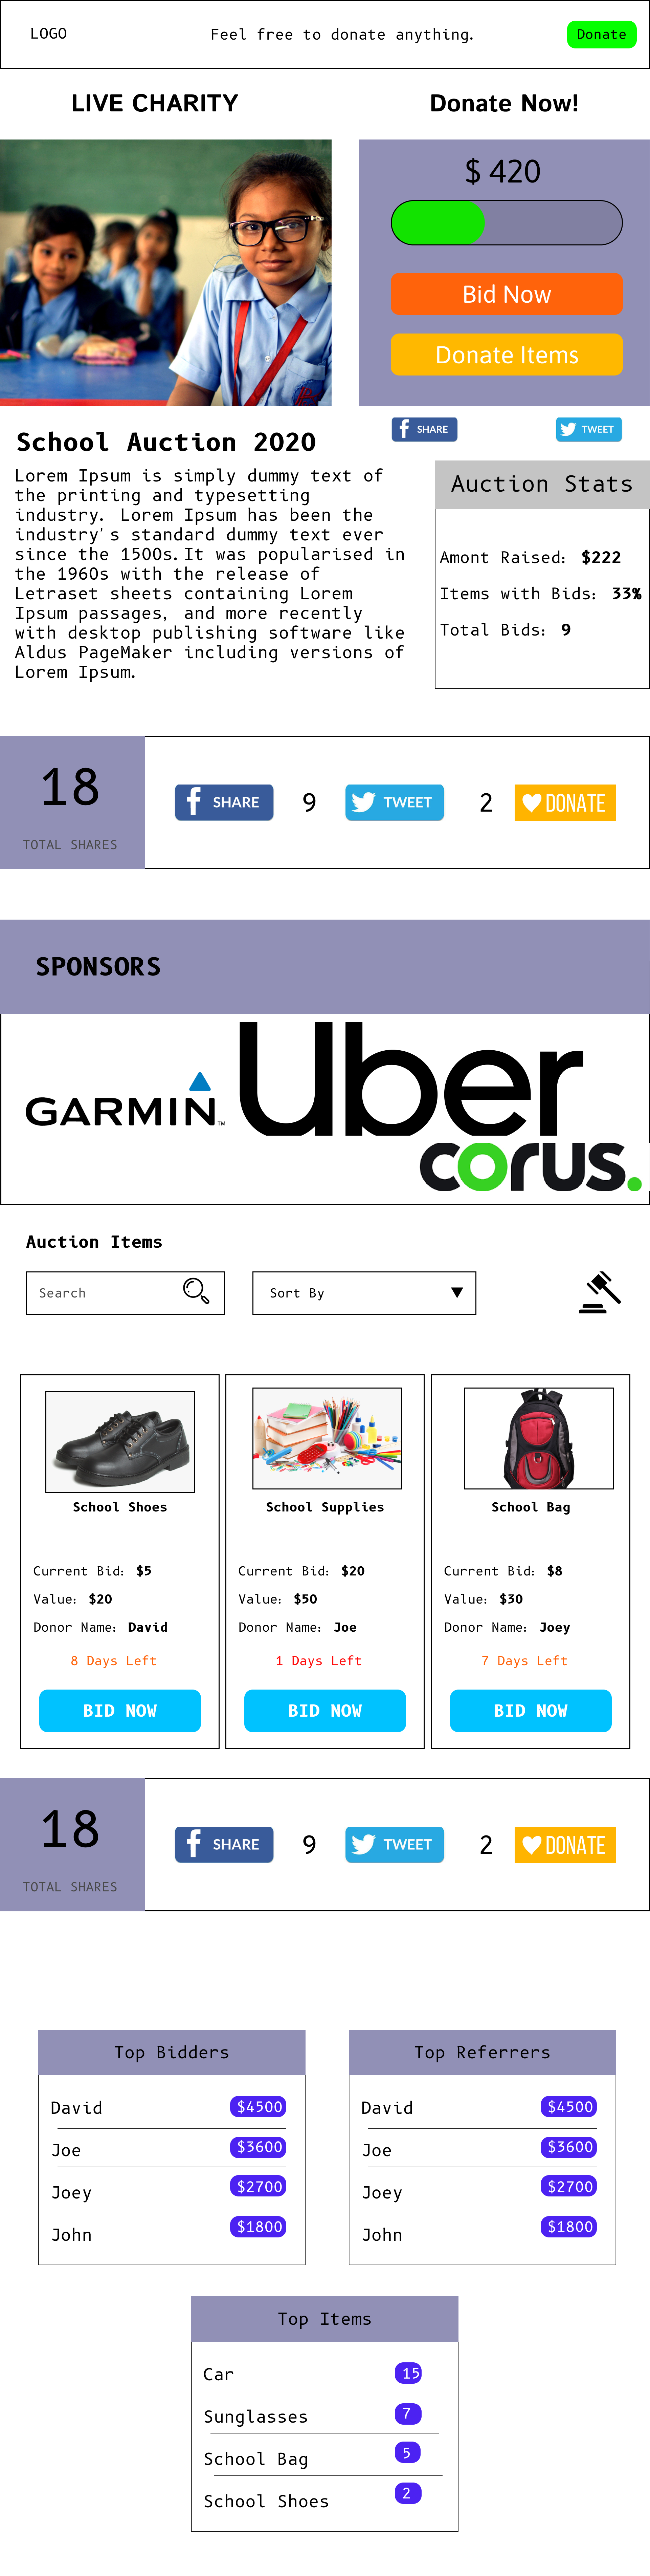 LOGO
Feel free to donate anything.
Donate
LIVE CHARITY
Donate Now!
$ 420
Bid Now
Donate Items
SHARE
TWEET
School Auction 2020
Lorem Ipsum is simply dummy text of
the printing and typesetting
industry. Lorem Ipsum has been the
industry's standard dummy text ever
since the 1500s.It was popularised in
the 1960s with the release of
Letraset sheets containing Lorem
Ipsum passages, and more recently
with desktop publishing software like
Aldus PageMaker including versions of
Lorem Ipsum.
Auction Stats
Amont Raised: $222
Items with Bids: 33%
Total Bids: 9
18
TOTAL SHARES
SHARE
9
TWEET
2
DONATE
SPONSORS
GARMIN™
Uber
corus.
Auction Items
Search
Sort By
School Shoes
Current Bid: $5
Value: $20
Donor Name: David
8 Days Left
BID NOW
School Supplies
Current Bid: $20
Value: $50
Donor Name: Joe
1 Days Left
BID NOW
School Bag
Current Bid: $8
Value: $30
Donor Name: Joey
7 Days Left
BID NOW
18
TOTAL SHARES
SHARE
9
TWEET
2
DONATE
Top Bidders
David $4500
Joe $3600
Joey $2700
John $1800
Top Referrers
David $4500
Joe $3600
Joey $2700
John $1800
Top Items
Car 15
Sunglasses 7
School Bag 5
School Shoes 2